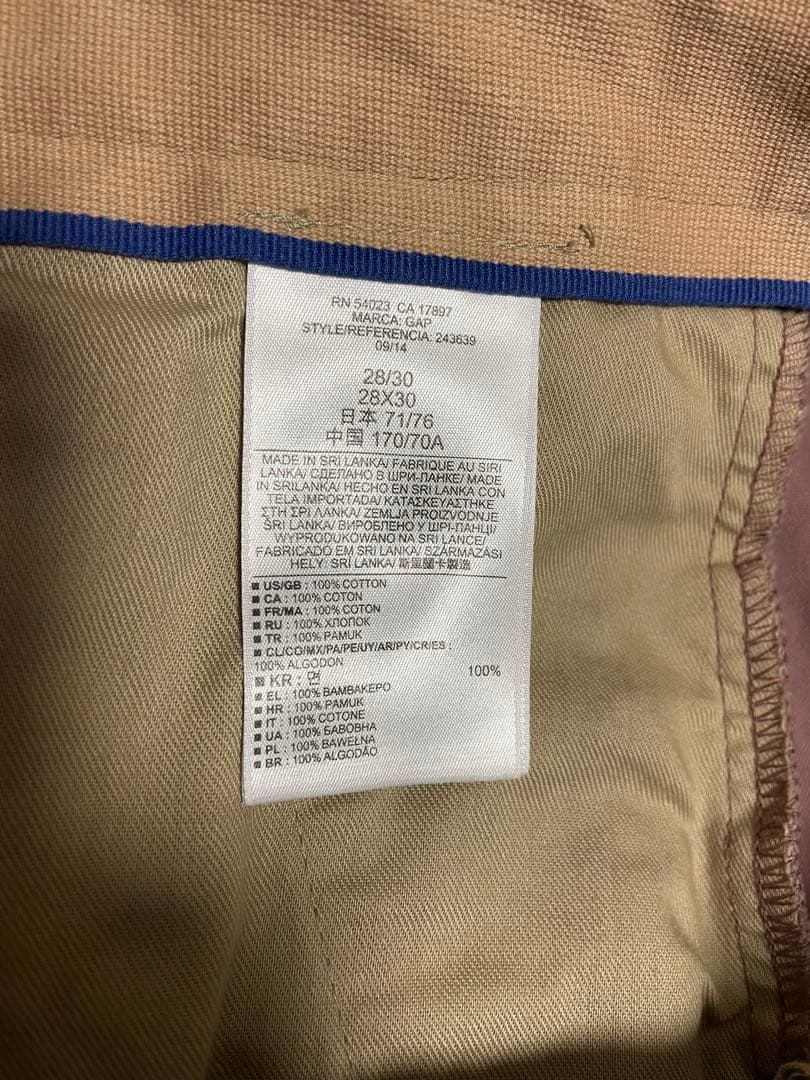 RN 54023 CA 17897
MARCA: GAP
STYLE/REFERENCIA: 243639
09/14
28/30
28X30
日本 71/76
中国 170/70A
MADE IN SRI LANKA/ FABRIQUE AU SIRI
LANKA/ СДЕЛАНО В ШРИ-ЛАНКЕ/ MADE
IN SRILANKA/ HECHO EN SRI LANKA CON
TELA IMPORTADA/ ΚΑΤΑΣΚΕΥΑΣΤΗΚΕ
ΣΤΗ ΣΡΙ ΛΑΝΚΑ/ ZEMLJA PROIZVODNJE
ŠRI LANKA/ ВИРОБЛЕНО У ШРІ-ЛАНЦІ/
WYPRODUKOWANO NA SRI LANCE/
FABRICADO EM SRI LANKA/ SZÁRMAZÁSI
HELY: SRI LANKA/ 斯里蘭卡製造
■ US/GB : 100% COTTON
■ CA : 100% COTON
■ FR/MA : 100% COTON
■ RU : 100% ХЛОПОК
■ TR : 100% PAMUK
■ CL/CO/MX/PA/PE/UY/AR/PY/CR/ES :
100% ALGODON
■ KR : 면 100%
■ EL : 100% ΒΑΜΒΑΚΕΡΟ
■ HR : 100% PAMUK
■ IT : 100% COTONE
■ UA : 100% БАВОВНА
■ PL : 100% BAWEŁNA
■ BR : 100% ALGODÃO